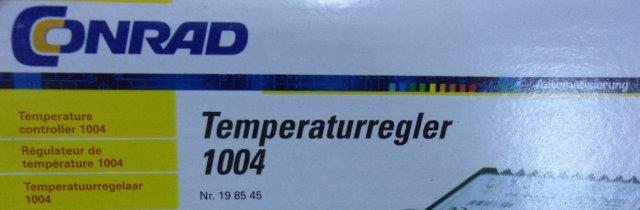 CONRAD
Automatisierung
Temperature
controller 1004
Régulateur de
température 1004
Temperatuurregelaar
1004
Temperaturregler
1004
Nr. 19 85 45